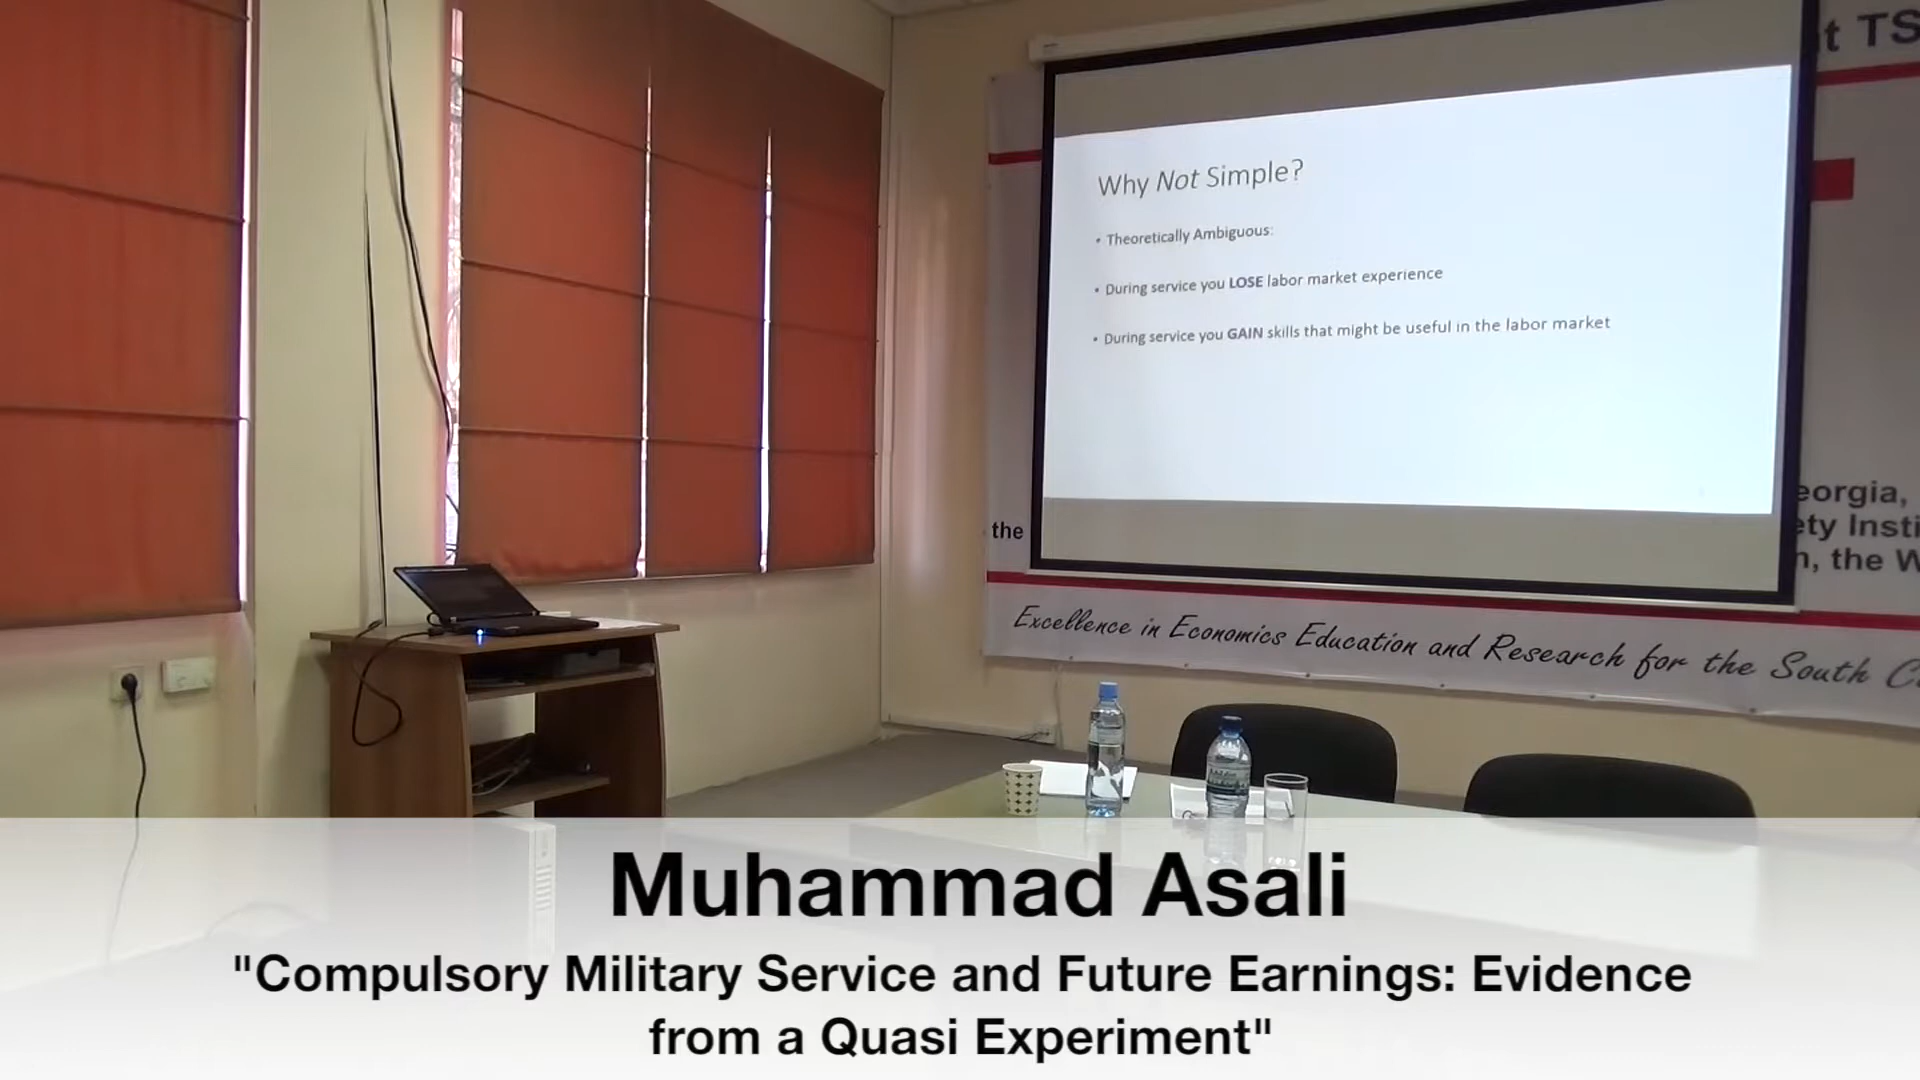 t TS
Why Not Simple?
• Theoretically Ambiguous:
• During service you LOSE labor market experience
• During service you GAIN skills that might be useful in the labor market
eorgia,
the
ety Insti
n, the W
Excellence in Economics Education and Research for the South C
Muhammad Asali
"Compulsory Military Service and Future Earnings: Evidence
from a Quasi Experiment"